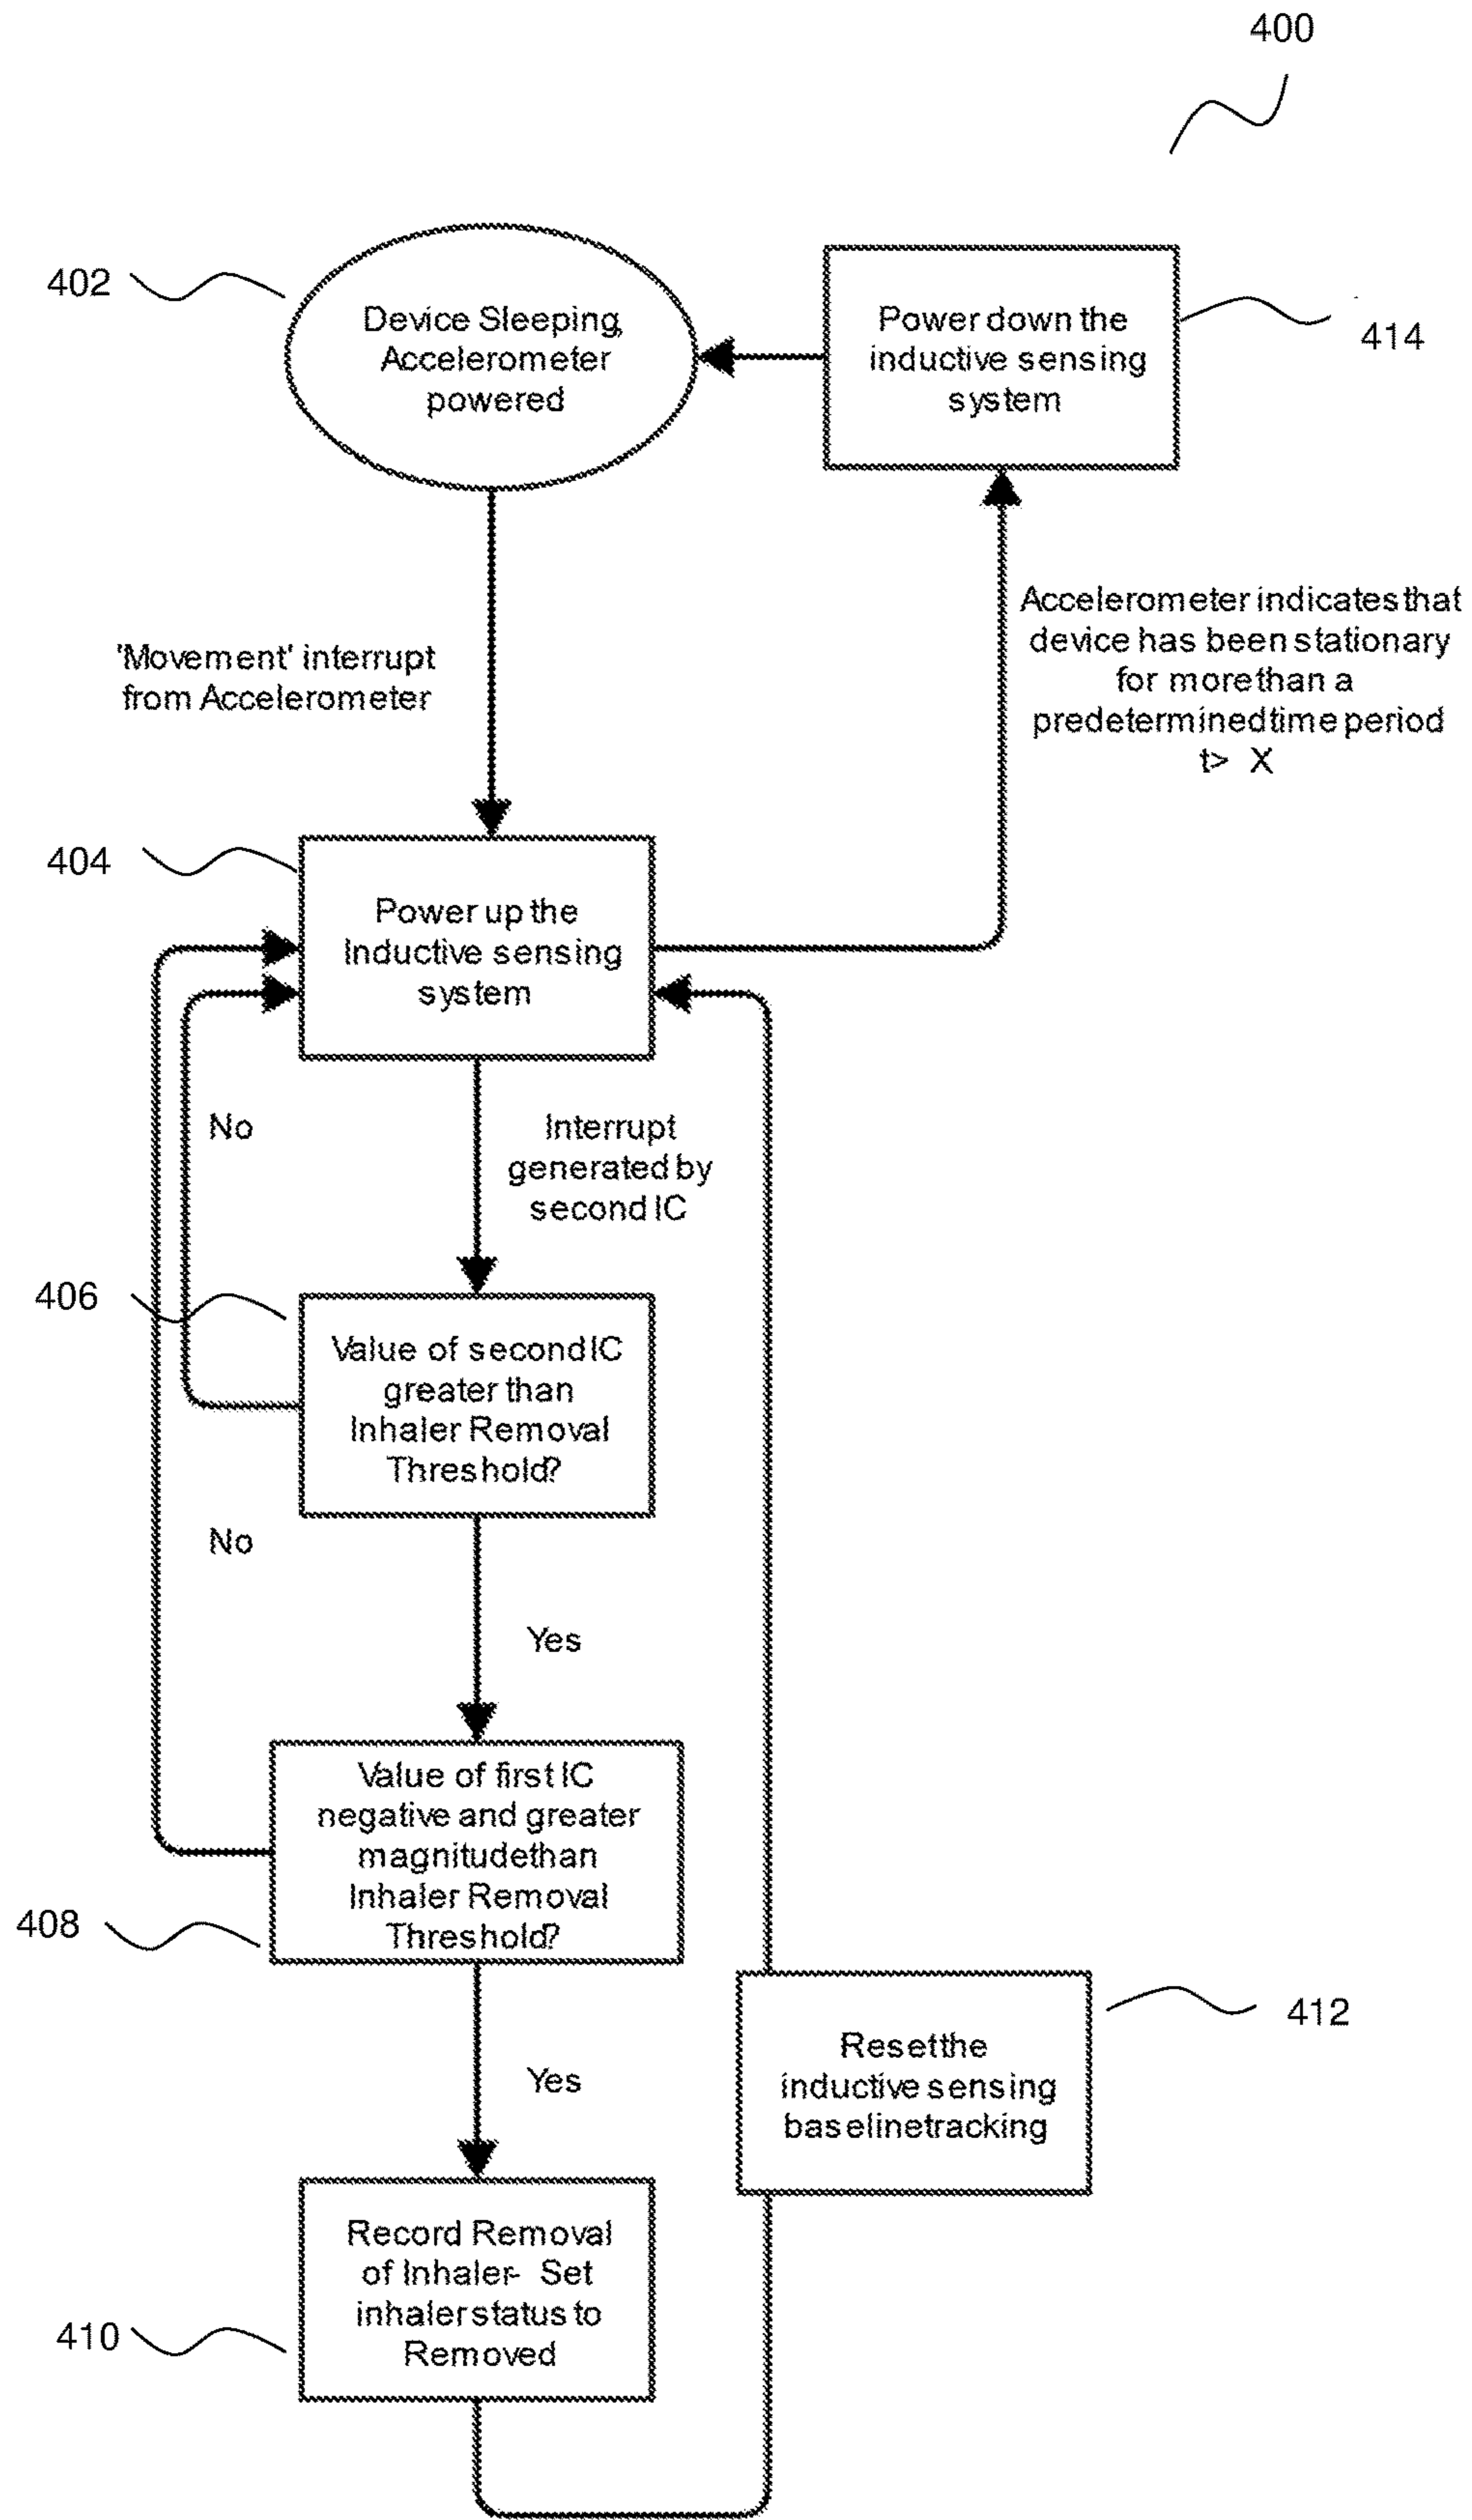 400
402
Device Sleeping,
Accelerometer
powered
Power down the
inductive sensing
system
414
'Movement' interrupt
from Accelerometer
Accelerometer indicates that
device has been stationary
for more than a
predetermined time period
t> X
404
Power up the
Inductive sensing
system
No
Interrupt
generated by
second IC
406
Value of second IC
greater than
Inhaler Removal
Threshold?
No
Yes
Value of first IC
negative and greater
magnitude than
Inhaler Removal
Threshold?
408
412
Reset the
inductive sensing
baseline tracking
Yes
Record Removal
of Inhaler- Set
inhaler status to
Removed
410